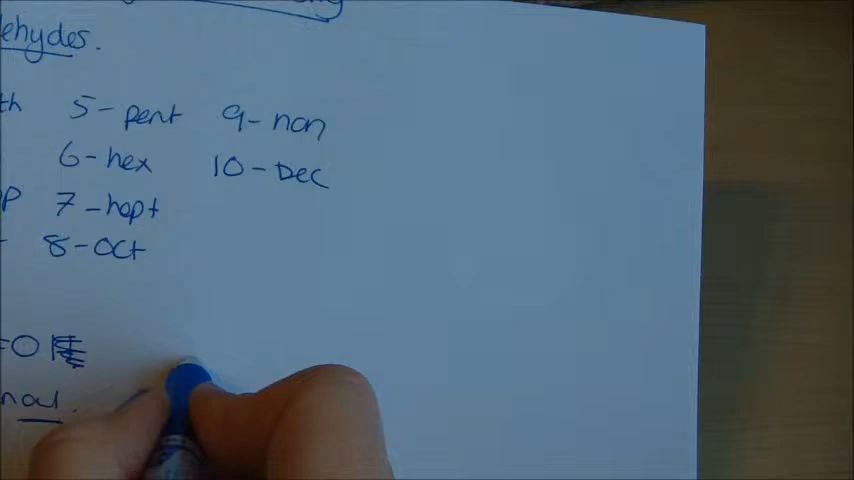 ehydes.
th 5 - pent 9 - non
6 - hex 10 - Dec
P 7 - hept
8 - Oct
=O
nal.